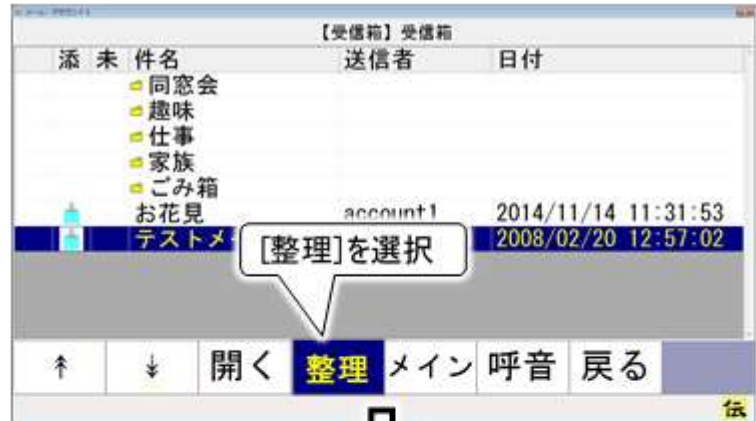 【受信箱】受信箱
添 未 件名 送信者 日付
同窓会
趣味
仕事
家族
ごみ箱
お花見 account1 2014/11/14 11:31:53
テストメ 2008/02/20 12:57:02
[整理]を選択
↟ ↡ 開く 整理 メイン 呼音 戻る
伝